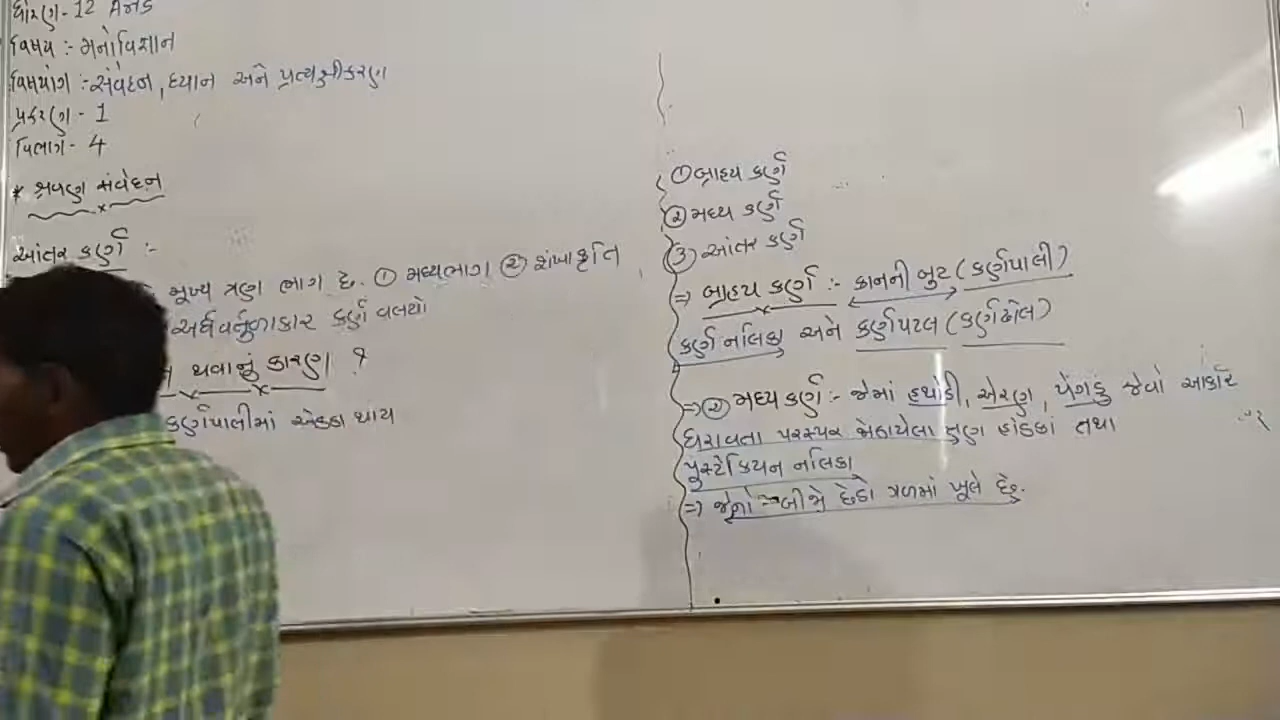 ધોરણ - 12 આર્ટ્સ
વિષય :- મનોવિજ્ઞાન
વિષયાંગ :- સંવેદન, ધ્યાન અને પ્રત્યક્ષીકરણ
પ્રકરણ - 1
વિભાગ - 4
* શ્રવણ સંવેદન
આંતર કર્ણ :-
મુખ્ય ત્રણ ભાગ છે. ① મધ્યભાગ ② શંખાકૃતિ
અર્ધવર્તુળાકાર કર્ણ વલયો
થવાનું કારણ ?
કર્ણપાલીમાં એકઠા થાય
① બાહ્ય કર્ણ
② મધ્ય કર્ણ
③ આંતર કર્ણ
⇒ બાહ્ય કર્ણ :- કાનની બુટ (કર્ણપાલી)
કર્ણ નલિકા અને કર્ણપટલ (કર્ણઢોલ)
⇒ ② મધ્ય કર્ણ :- જેમાં હથોડી, એરણ, પેંગડું જેવો આકાર
ધરાવતા પરસ્પર જોડાયેલા ત્રણ હાડકાં તથા
યુસ્ટેકિયન નલિકા
⇒ જેનો બીજો છેડો ગળામાં ખૂલે છે.